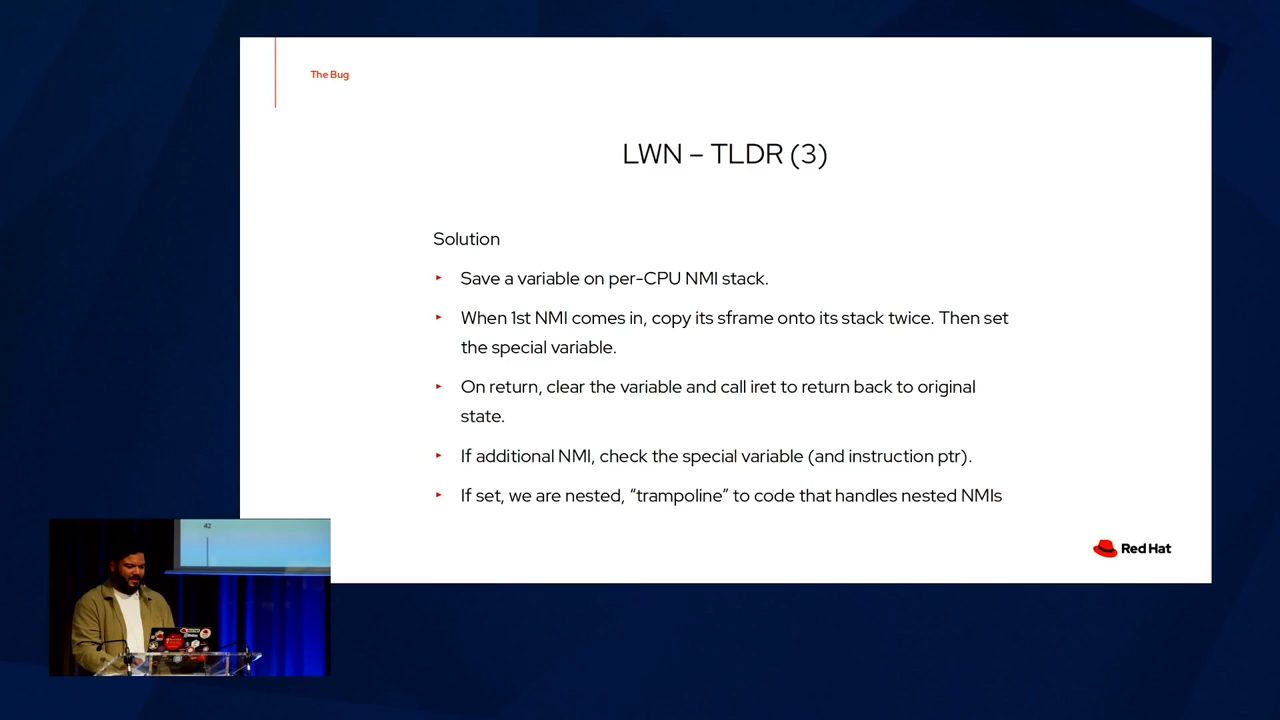 The Bug
LWN – TLDR (3)
Solution
‣ Save a variable on per-CPU NMI stack.
‣ When 1st NMI comes in, copy its sframe onto its stack twice. Then set
the special variable.
‣ On return, clear the variable and call iret to return back to original
state.
‣ If additional NMI, check the special variable (and instruction ptr).
‣ If set, we are nested, “trampoline” to code that handles nested NMIs
Red Hat
42